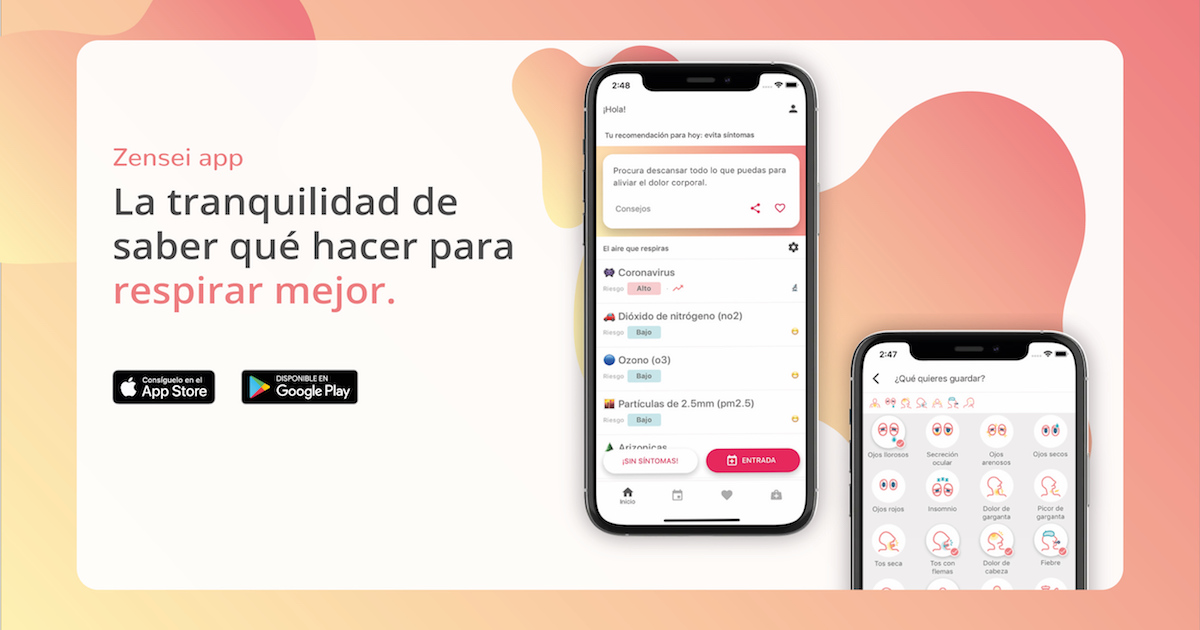 Zensei app
La tranquilidad de
saber qué hacer para
respirar mejor.
Consíguelo en el
App Store
DISPONIBLE EN
Google Play
2:48
¡Hola!
Tu recomendación para hoy: evita síntomas
Procura descansar todo lo que puedas para
aliviar el dolor corporal.
Consejos
El aire que respiras
Coronavirus
Riesgo Alto
Dióxido de nitrógeno (no2)
Riesgo Bajo
Ozono (o3)
Riesgo Bajo
Partículas de 2.5mm (pm2.5)
Riesgo Bajo
Arizonicas
¡SIN SÍNTOMAS!
ENTRADA
Inicio
2:47
¿Qué quieres guardar?
Ojos llorosos
Secreción
ocular
Ojos
arenosos
Ojos secos
Ojos rojos
Insomnio
Dolor de
garganta
Picor de
garganta
Tos seca
Tos con
flemas
Dolor de
cabeza
Fiebre